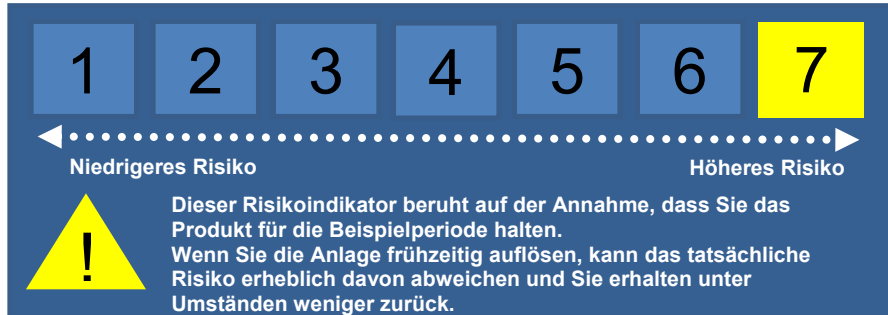 1 2 3 4 5 6 7
Niedrigeres Risiko Höheres Risiko
!
Dieser Risikoindikator beruht auf der Annahme, dass Sie das
Produkt für die Beispielperiode halten.
Wenn Sie die Anlage frühzeitig auflösen, kann das tatsächliche
Risiko erheblich davon abweichen und Sie erhalten unter
Umständen weniger zurück.